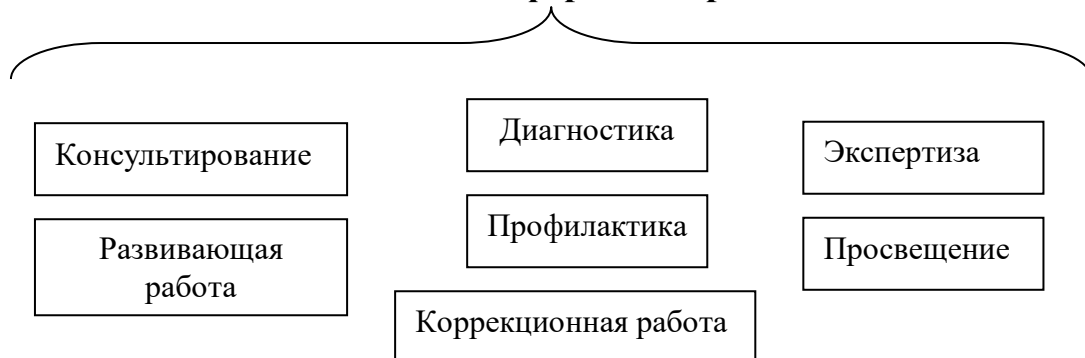 Консультирование
Диагностика
Экспертиза
Развивающая
работа
Профилактика
Просвещение
Коррекционная работа